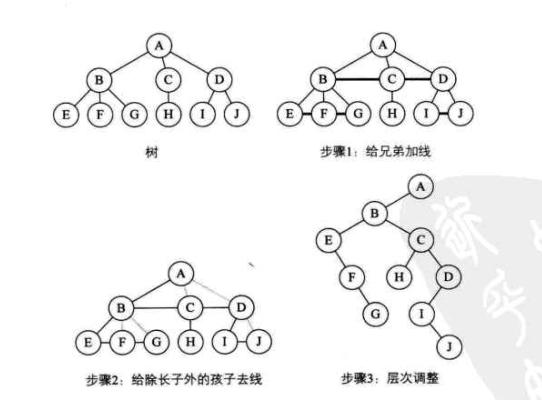 A A
B C D B C D
E F G H I J E F G H I J
树 步骤1:给兄弟加线
A
B
E C
A F H D
B C D G I
E F G H I J J
步骤2:给除长子外的孩子去线 步骤3:层次调整